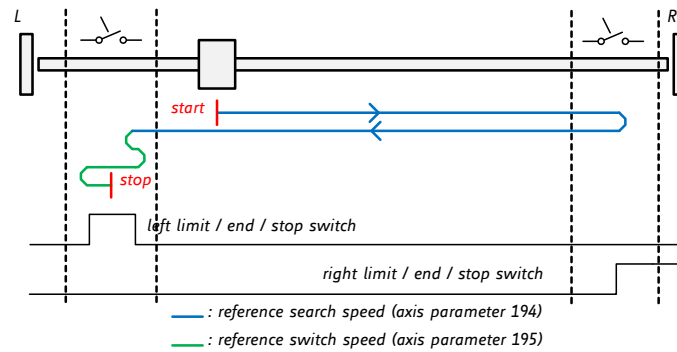 L
R
start
stop
left limit / end / stop switch
right limit / end / stop switch
: reference search speed (axis parameter 194)
: reference switch speed (axis parameter 195)